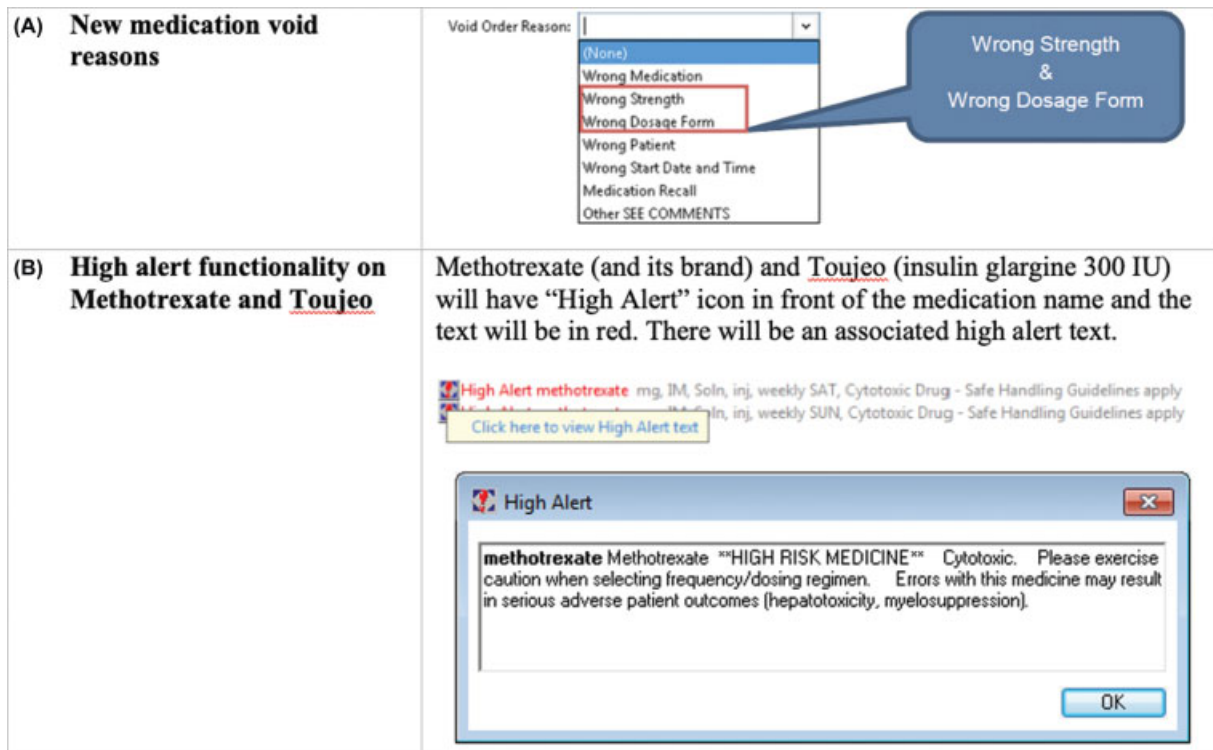 (A) New medication void
reasons
Void Order Reason:
(None)
Wrong Medication
Wrong Strength
Wrong Dosage Form
Wrong Patient
Wrong Start Date and Time
Medication Recall
Other SEE COMMENTS
Wrong Strength
&
Wrong Dosage Form
(B) High alert functionality on
Methotrexate and Toujeo
Methotrexate (and its brand) and Toujeo (insulin glargine 300 IU)
will have “High Alert” icon in front of the medication name and the
text will be in red. There will be an associated high alert text.
High Alert methotrexate mg, IM, Soln, inj, weekly SAT, Cytotoxic Drug - Safe Handling Guidelines apply
inj, weekly SUN, Cytotoxic Drug - Safe Handling Guidelines apply
Click here to view High Alert text
High Alert
methotrexate Methotrexate **HIGH RISK MEDICINE** Cytotoxic. Please exercise
caution when selecting frequency/dosing regimen. Errors with this medicine may result
in serious adverse patient outcomes (hepatotoxicity, myelosuppression).
OK